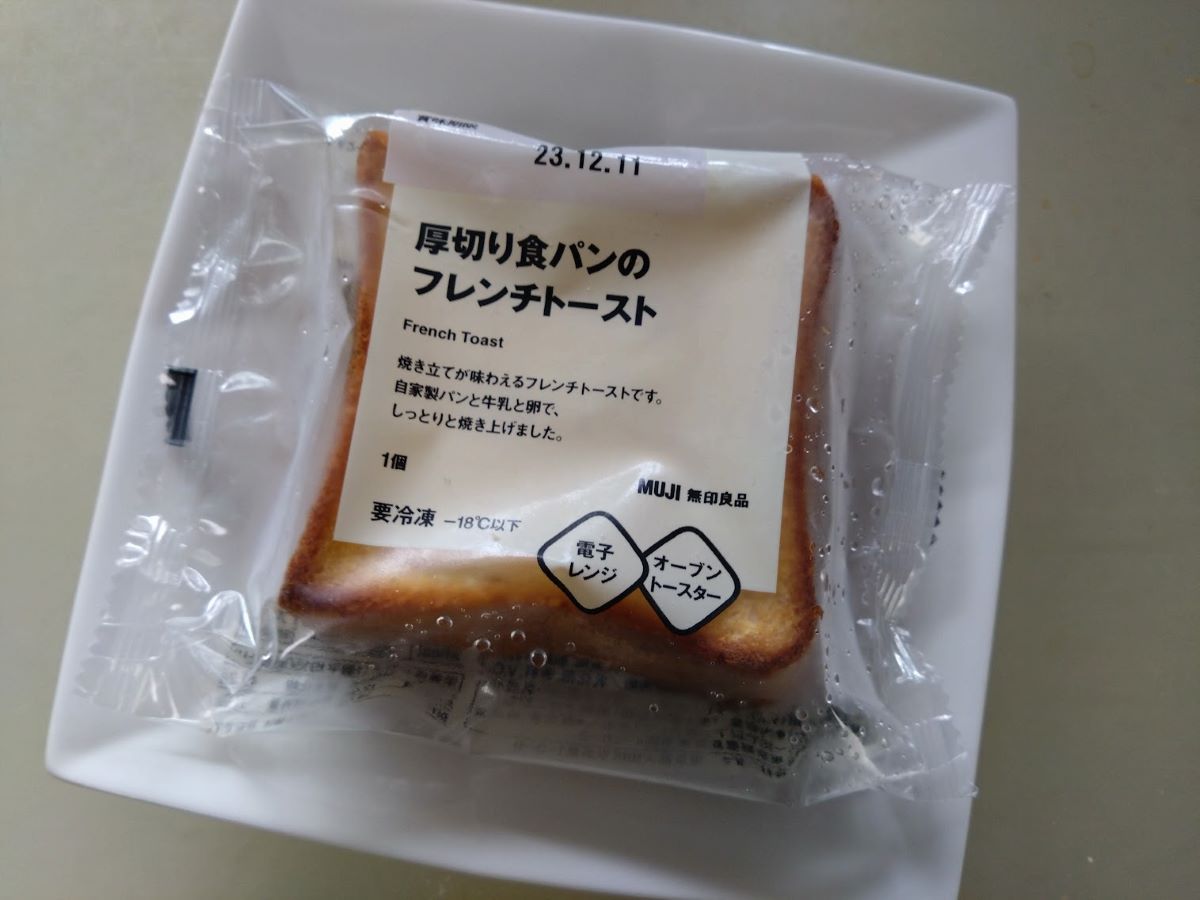 賞味期限
23.12.11
厚切り食パンの
フレンチトースト
French Toast
焼き立てが味わえるフレンチトーストです。
自家製パンと牛乳と卵で、
しっとりと焼き上げました。
1個
MUJI 無印良品
要冷凍 −18℃以下
電子
レンジ
オーブン
トースター